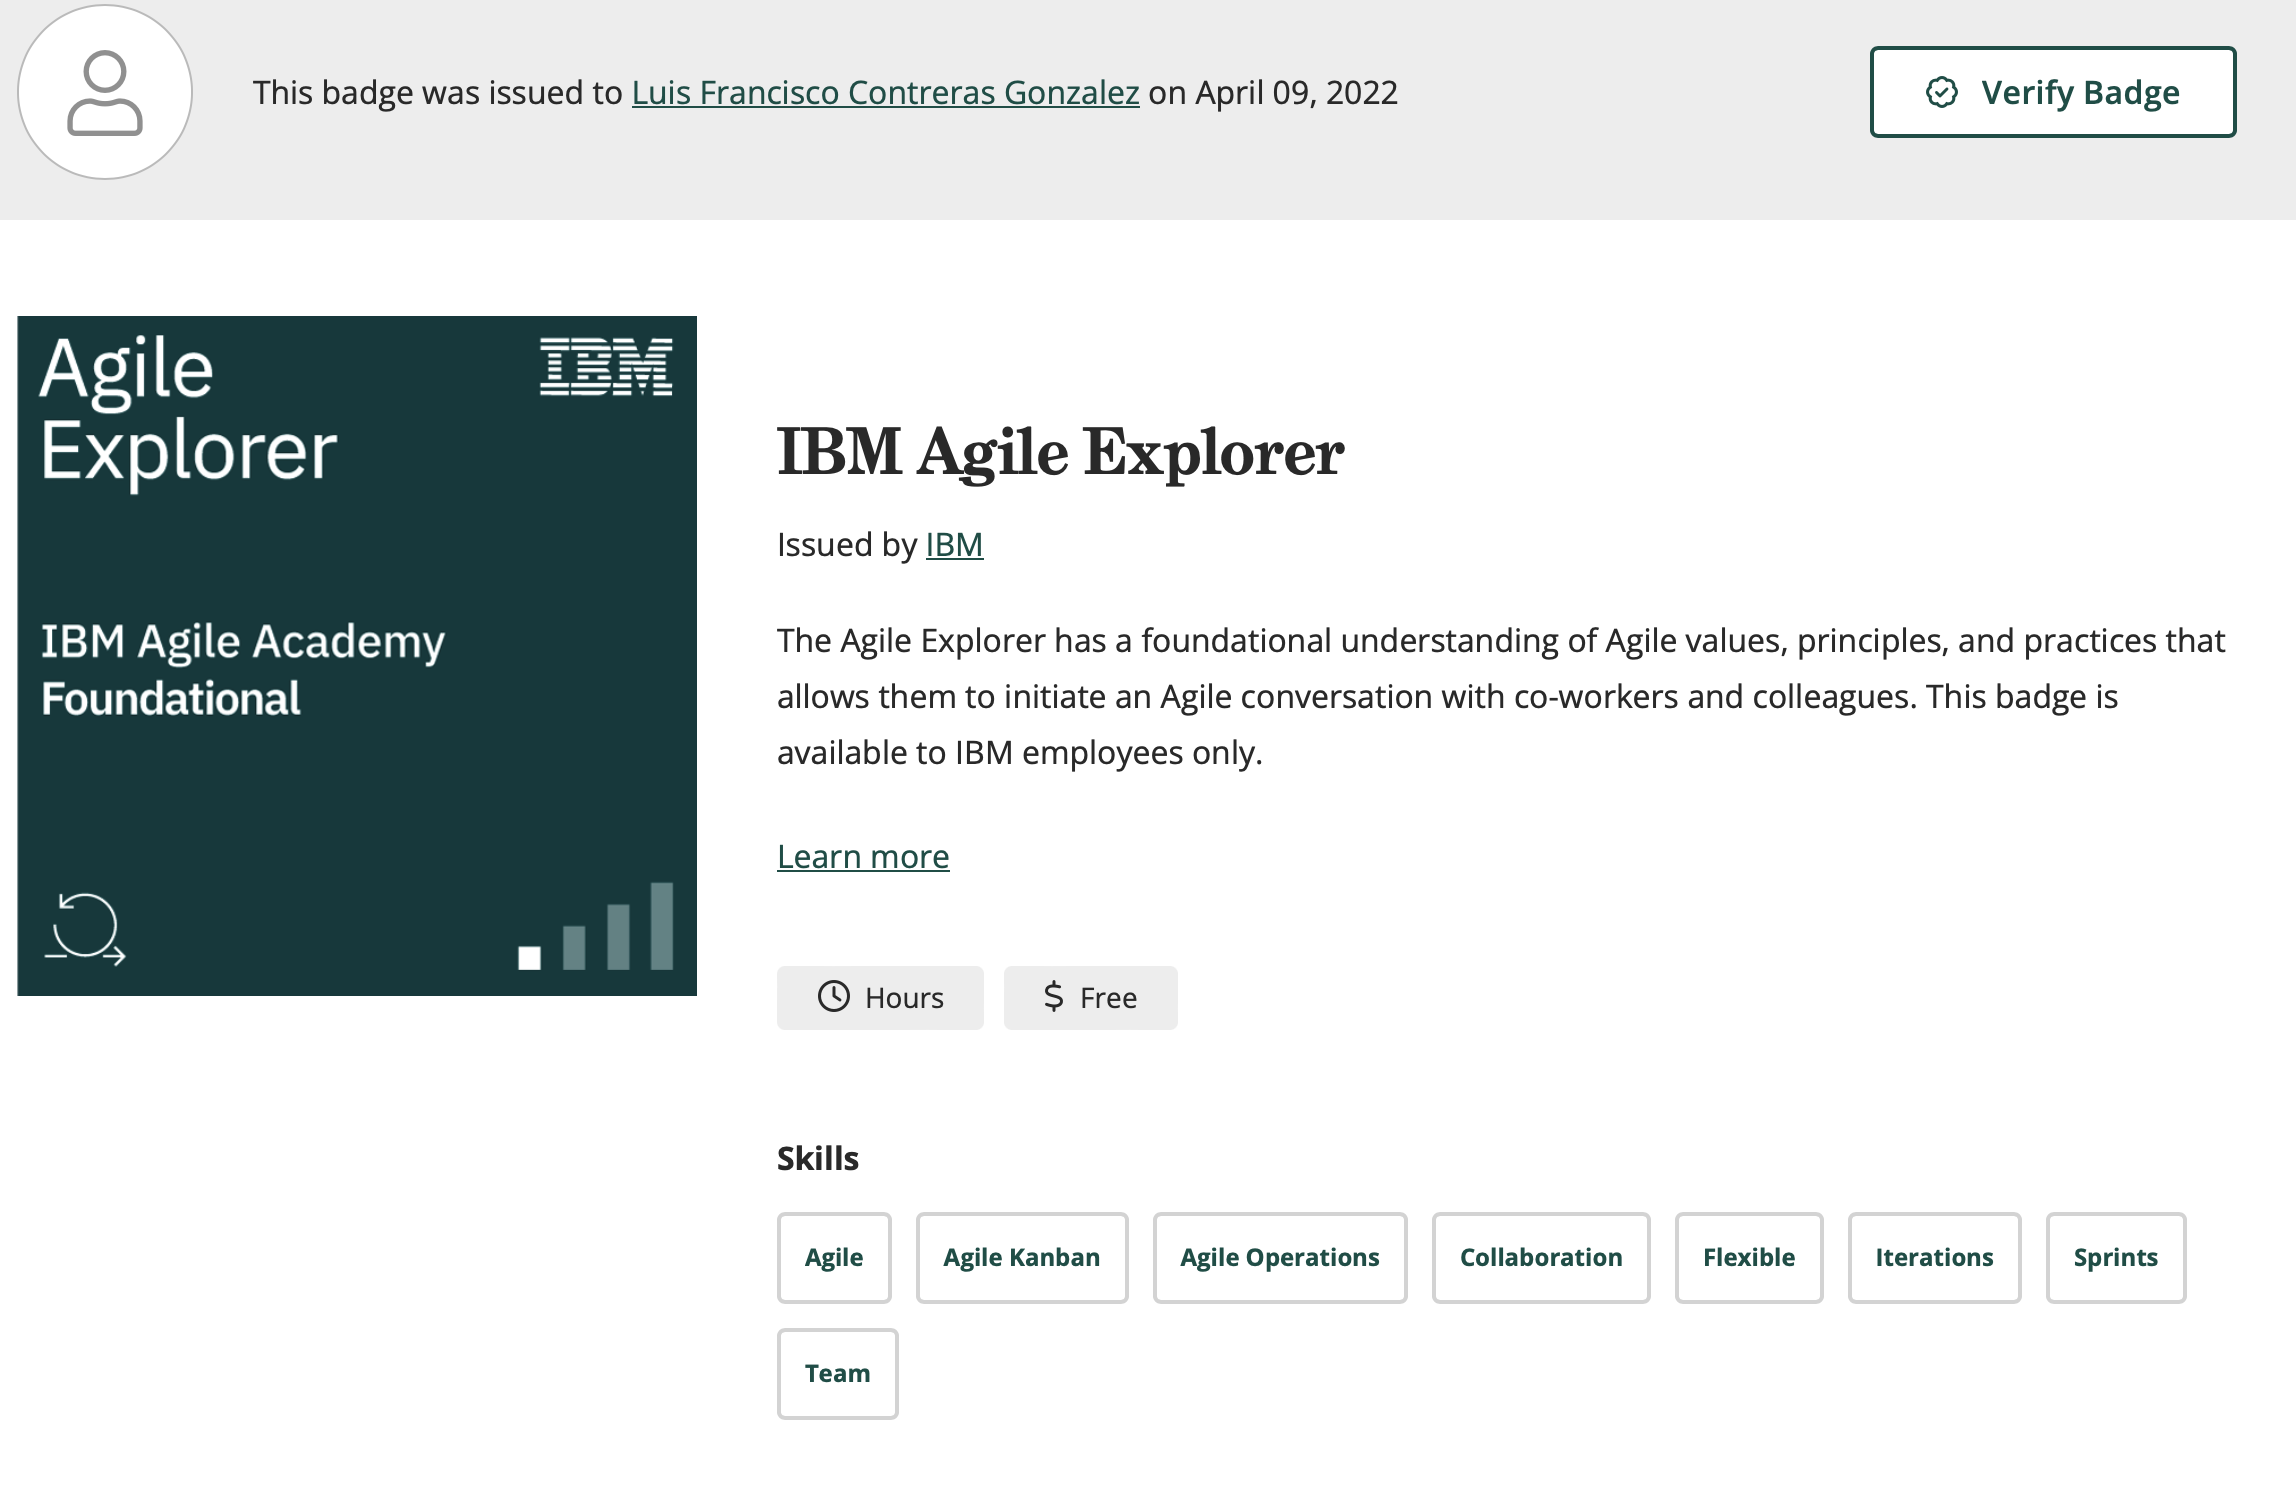 This badge was issued to Luis Francisco Contreras Gonzalez on April 09, 2022
Verify Badge
Agile
Explorer
IBM
IBM Agile Academy
Foundational
IBM Agile Explorer
Issued by IBM
The Agile Explorer has a foundational understanding of Agile values, principles, and practices that
allows them to initiate an Agile conversation with co-workers and colleagues. This badge is
available to IBM employees only.
Learn more
Hours
$ Free
Skills
Agile
Agile Kanban
Agile Operations
Collaboration
Flexible
Iterations
Sprints
Team